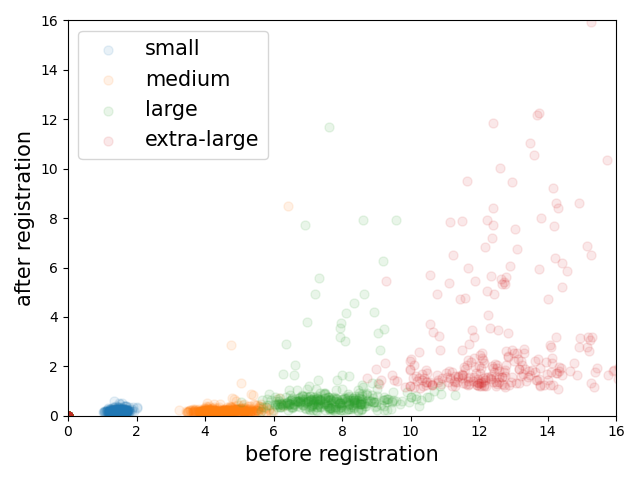 16
14
12
10
8
6
4
2
0
after registration
small
medium
large
extra-large
0 2 4 6 8 10 12 14 16
before registration